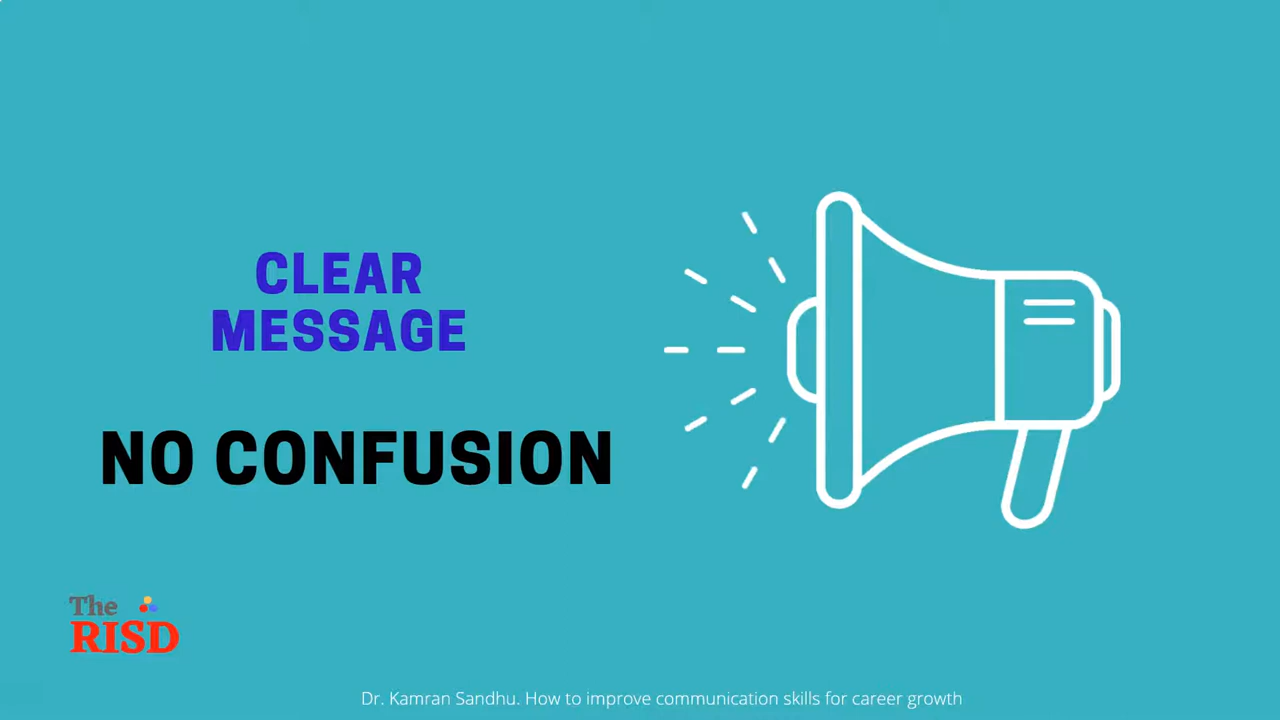 CLEAR
MESSAGE
NO CONFUSION
The
RISD
Dr. Kamran Sandhu. How to improve communication skills for career growth